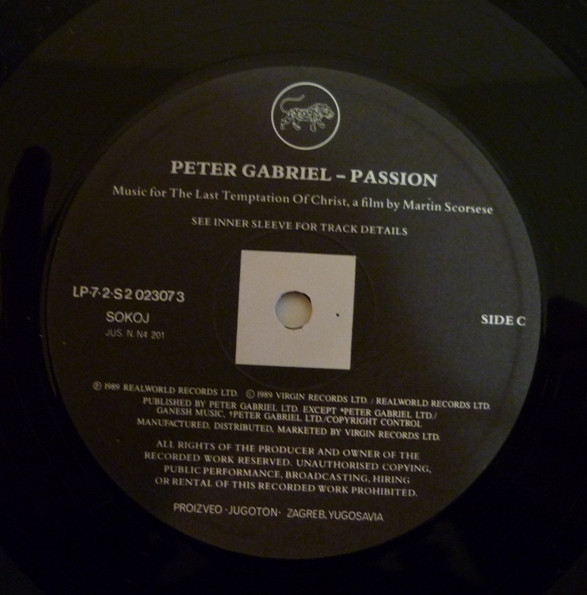 PETER GABRIEL – PASSION
Music for The Last Temptation Of Christ, a film by Martin Scorsese
SEE INNER SLEEVE FOR TRACK DETAILS
LP-7-2-S 2 02307 3
SOKOJ
JUS. N. N4 201
SIDE C
℗ 1989 REALWORLD RECORDS LTD. © 1989 VIRGIN RECORDS LTD. / REALWORLD RECORDS LTD.
PUBLISHED BY PETER GABRIEL LTD. EXCEPT *PETER GABRIEL LTD./
GANESH MUSIC, †PETER GABRIEL LTD./COPYRIGHT CONTROL
MANUFACTURED, DISTRIBUTED, MARKETED BY VIRGIN RECORDS LTD.
ALL RIGHTS OF THE PRODUCER AND OWNER OF THE
RECORDED WORK RESERVED. UNAUTHORISED COPYING,
PUBLIC PERFORMANCE, BROADCASTING, HIRING
OR RENTAL OF THIS RECORDED WORK PROHIBITED.
PROIZVEO ·JUGOTON· ZAGREB, YUGOSAVIA